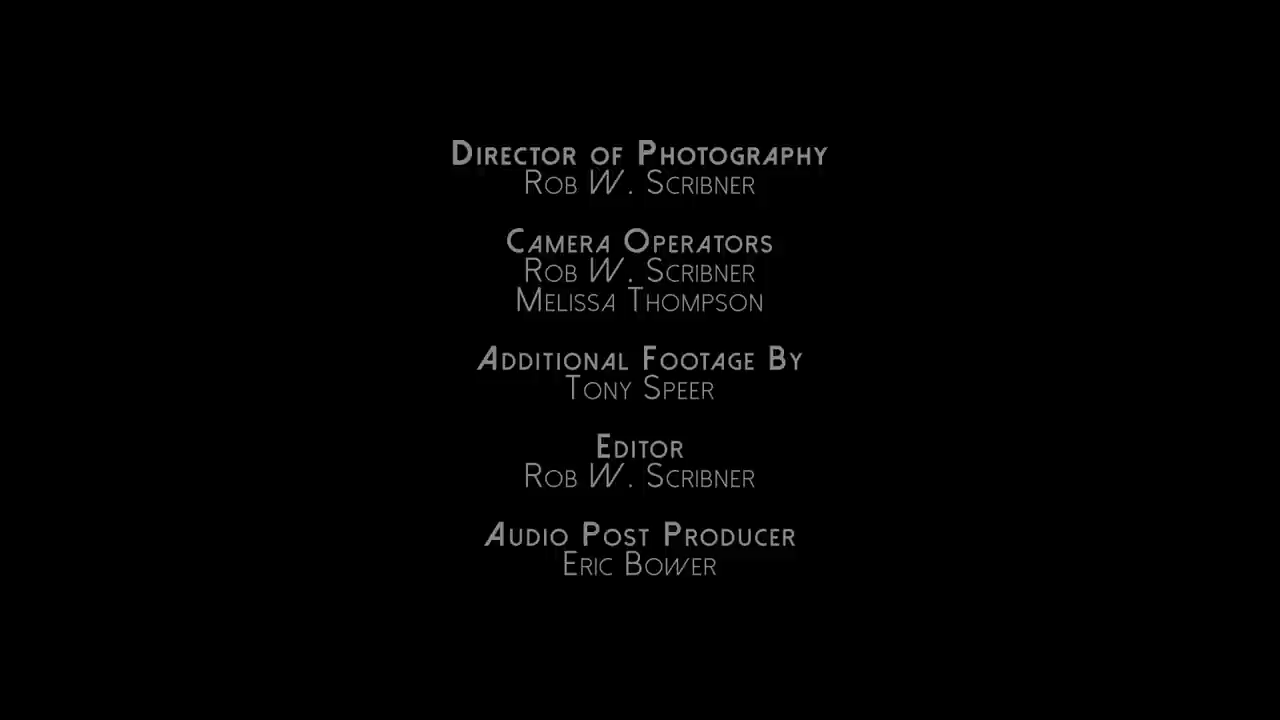 Director of Photography
Rob W. Scribner
Camera Operators
Rob W. Scribner
Melissa Thompson
Additional Footage By
Tony Speer
Editor
Rob W. Scribner
Audio Post Producer
Eric Bower